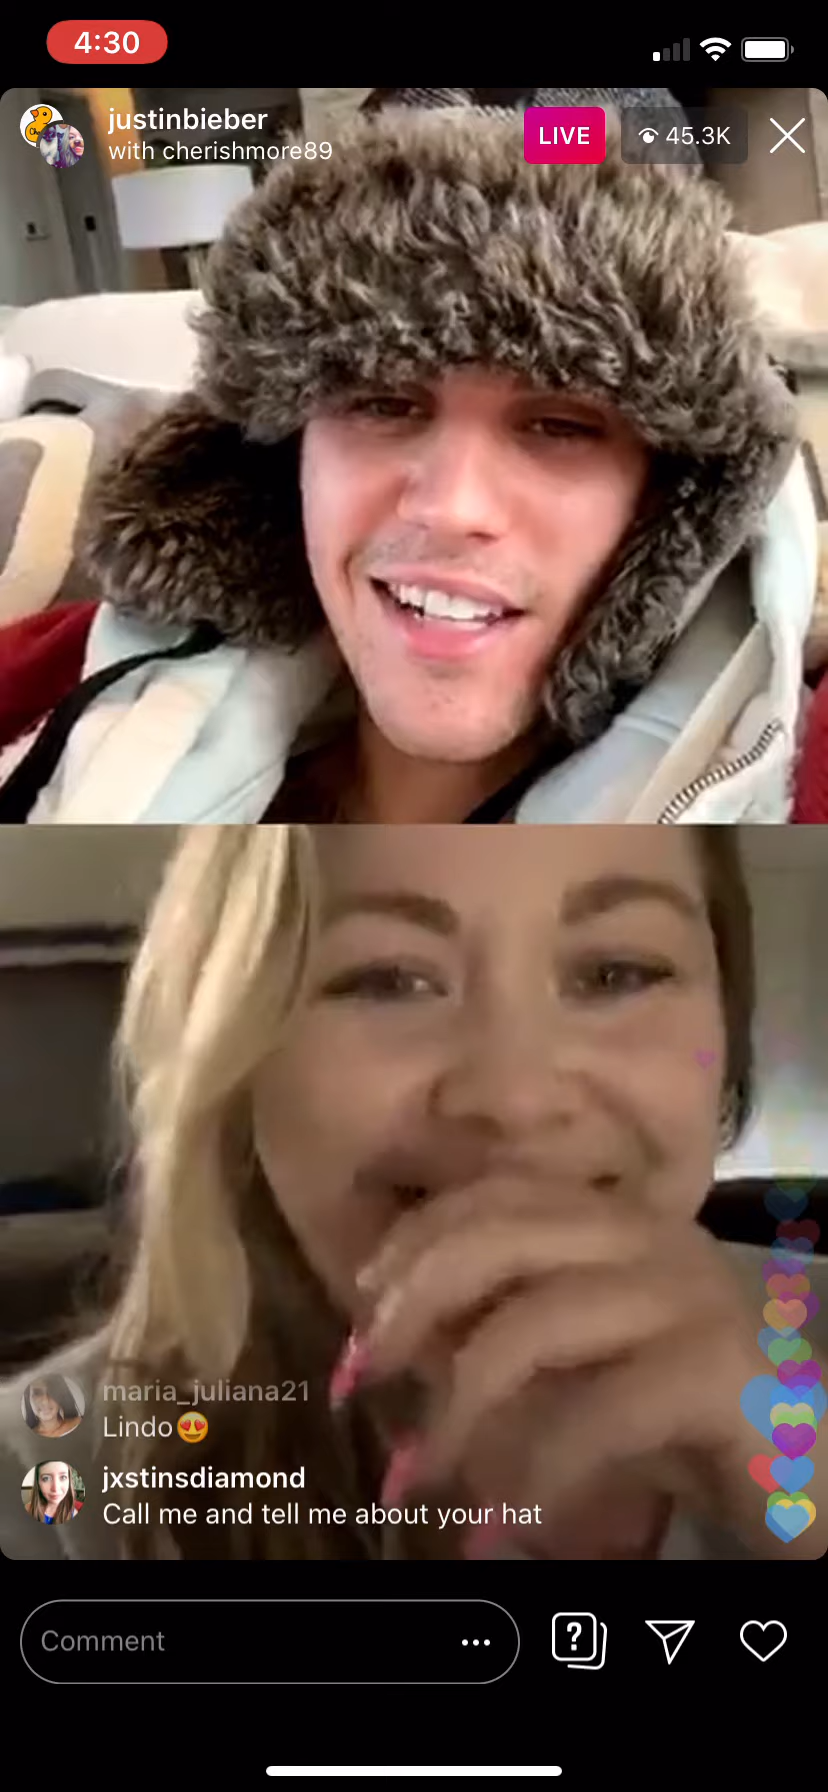 4:30
justinbieber
with cherishmore89
LIVE
45.3K
maria_juliana21
Lindo😍
jxstinsdiamond
Call me and tell me about your hat
Comment
?